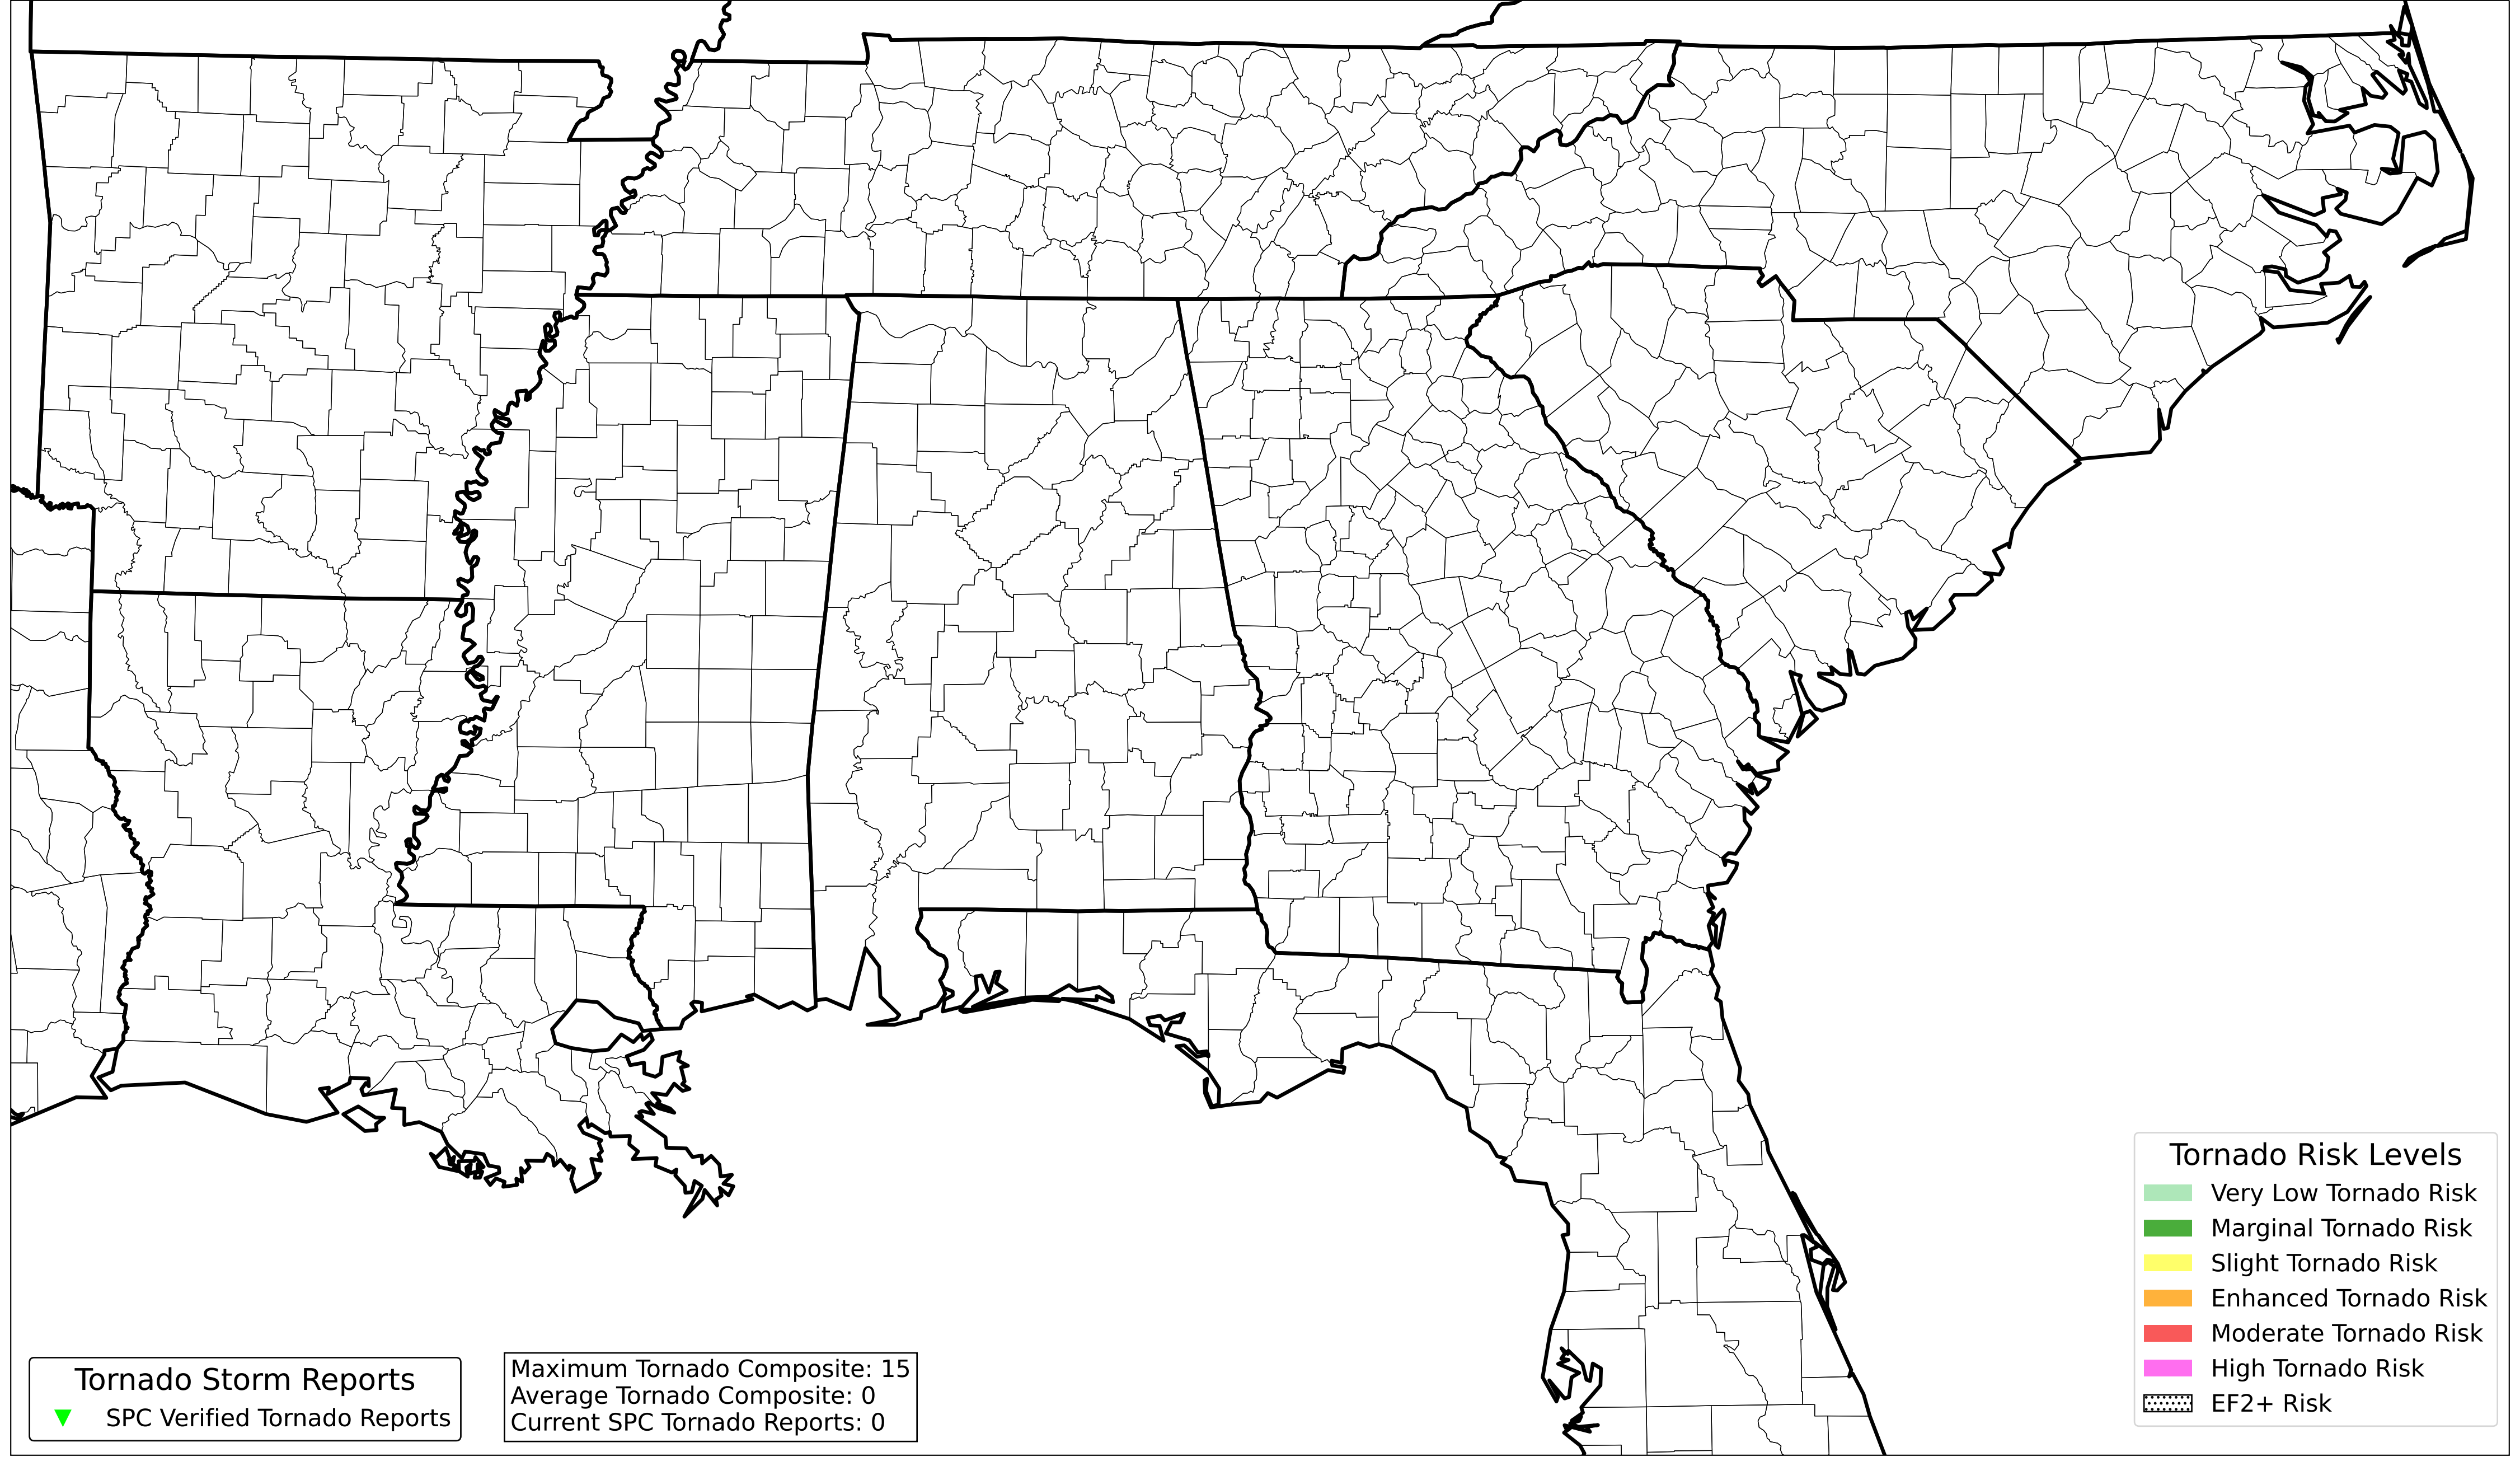 Tornado Risk Levels
Very Low Tornado Risk
Marginal Tornado Risk
Slight Tornado Risk
Enhanced Tornado Risk
Moderate Tornado Risk
High Tornado Risk
EF2+ Risk
Tornado Storm Reports
SPC Verified Tornado Reports
Maximum Tornado Composite: 15
Average Tornado Composite: 0
Current SPC Tornado Reports: 0